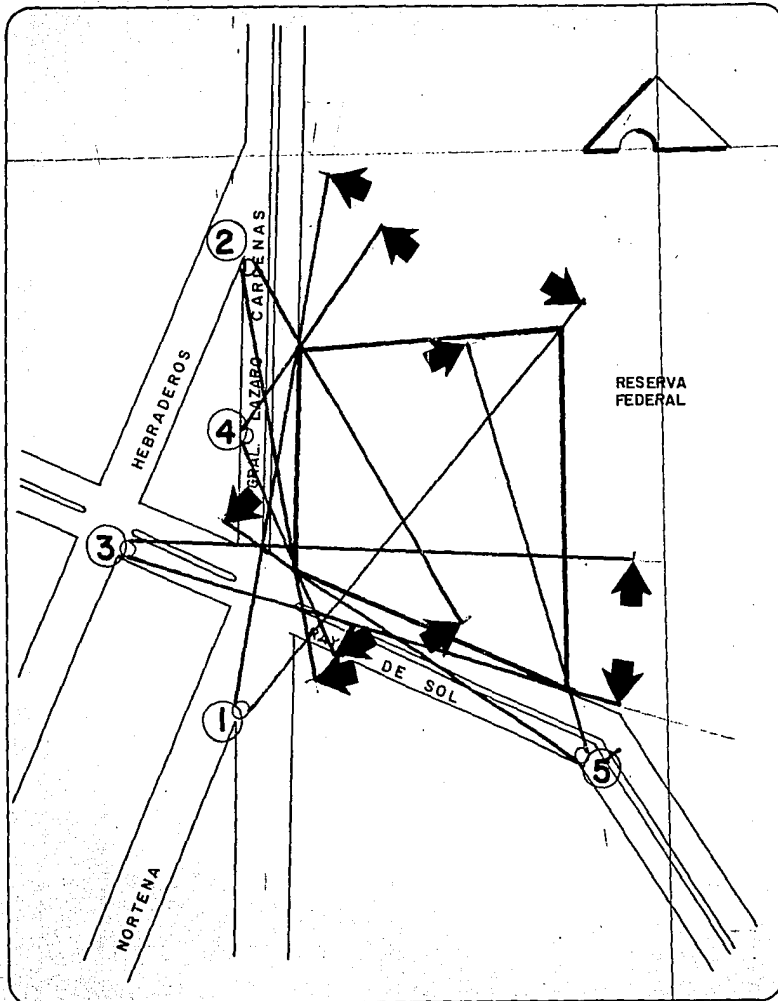 2
GRAL. LAZARO CARDENAS
HEBRADEROS
4
RESERVA
FEDERAL
3
DE SOL
1
5
NORTENA